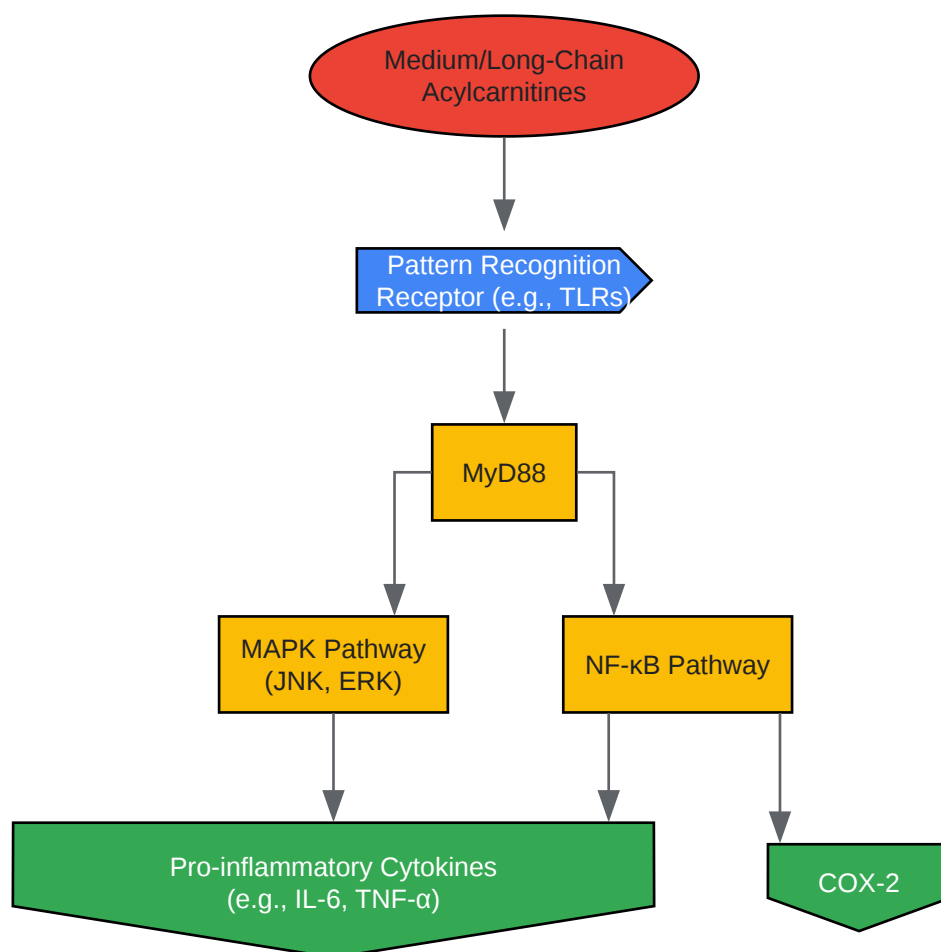 Medium/Long-Chain
Acylcarnitines
Pattern Recognition
Receptor (e.g., TLRs)
MyD88
MAPK Pathway
(JNK, ERK)
NF-κB Pathway
Pro-inflammatory Cytokines
(e.g., IL-6, TNF-α)
COX-2